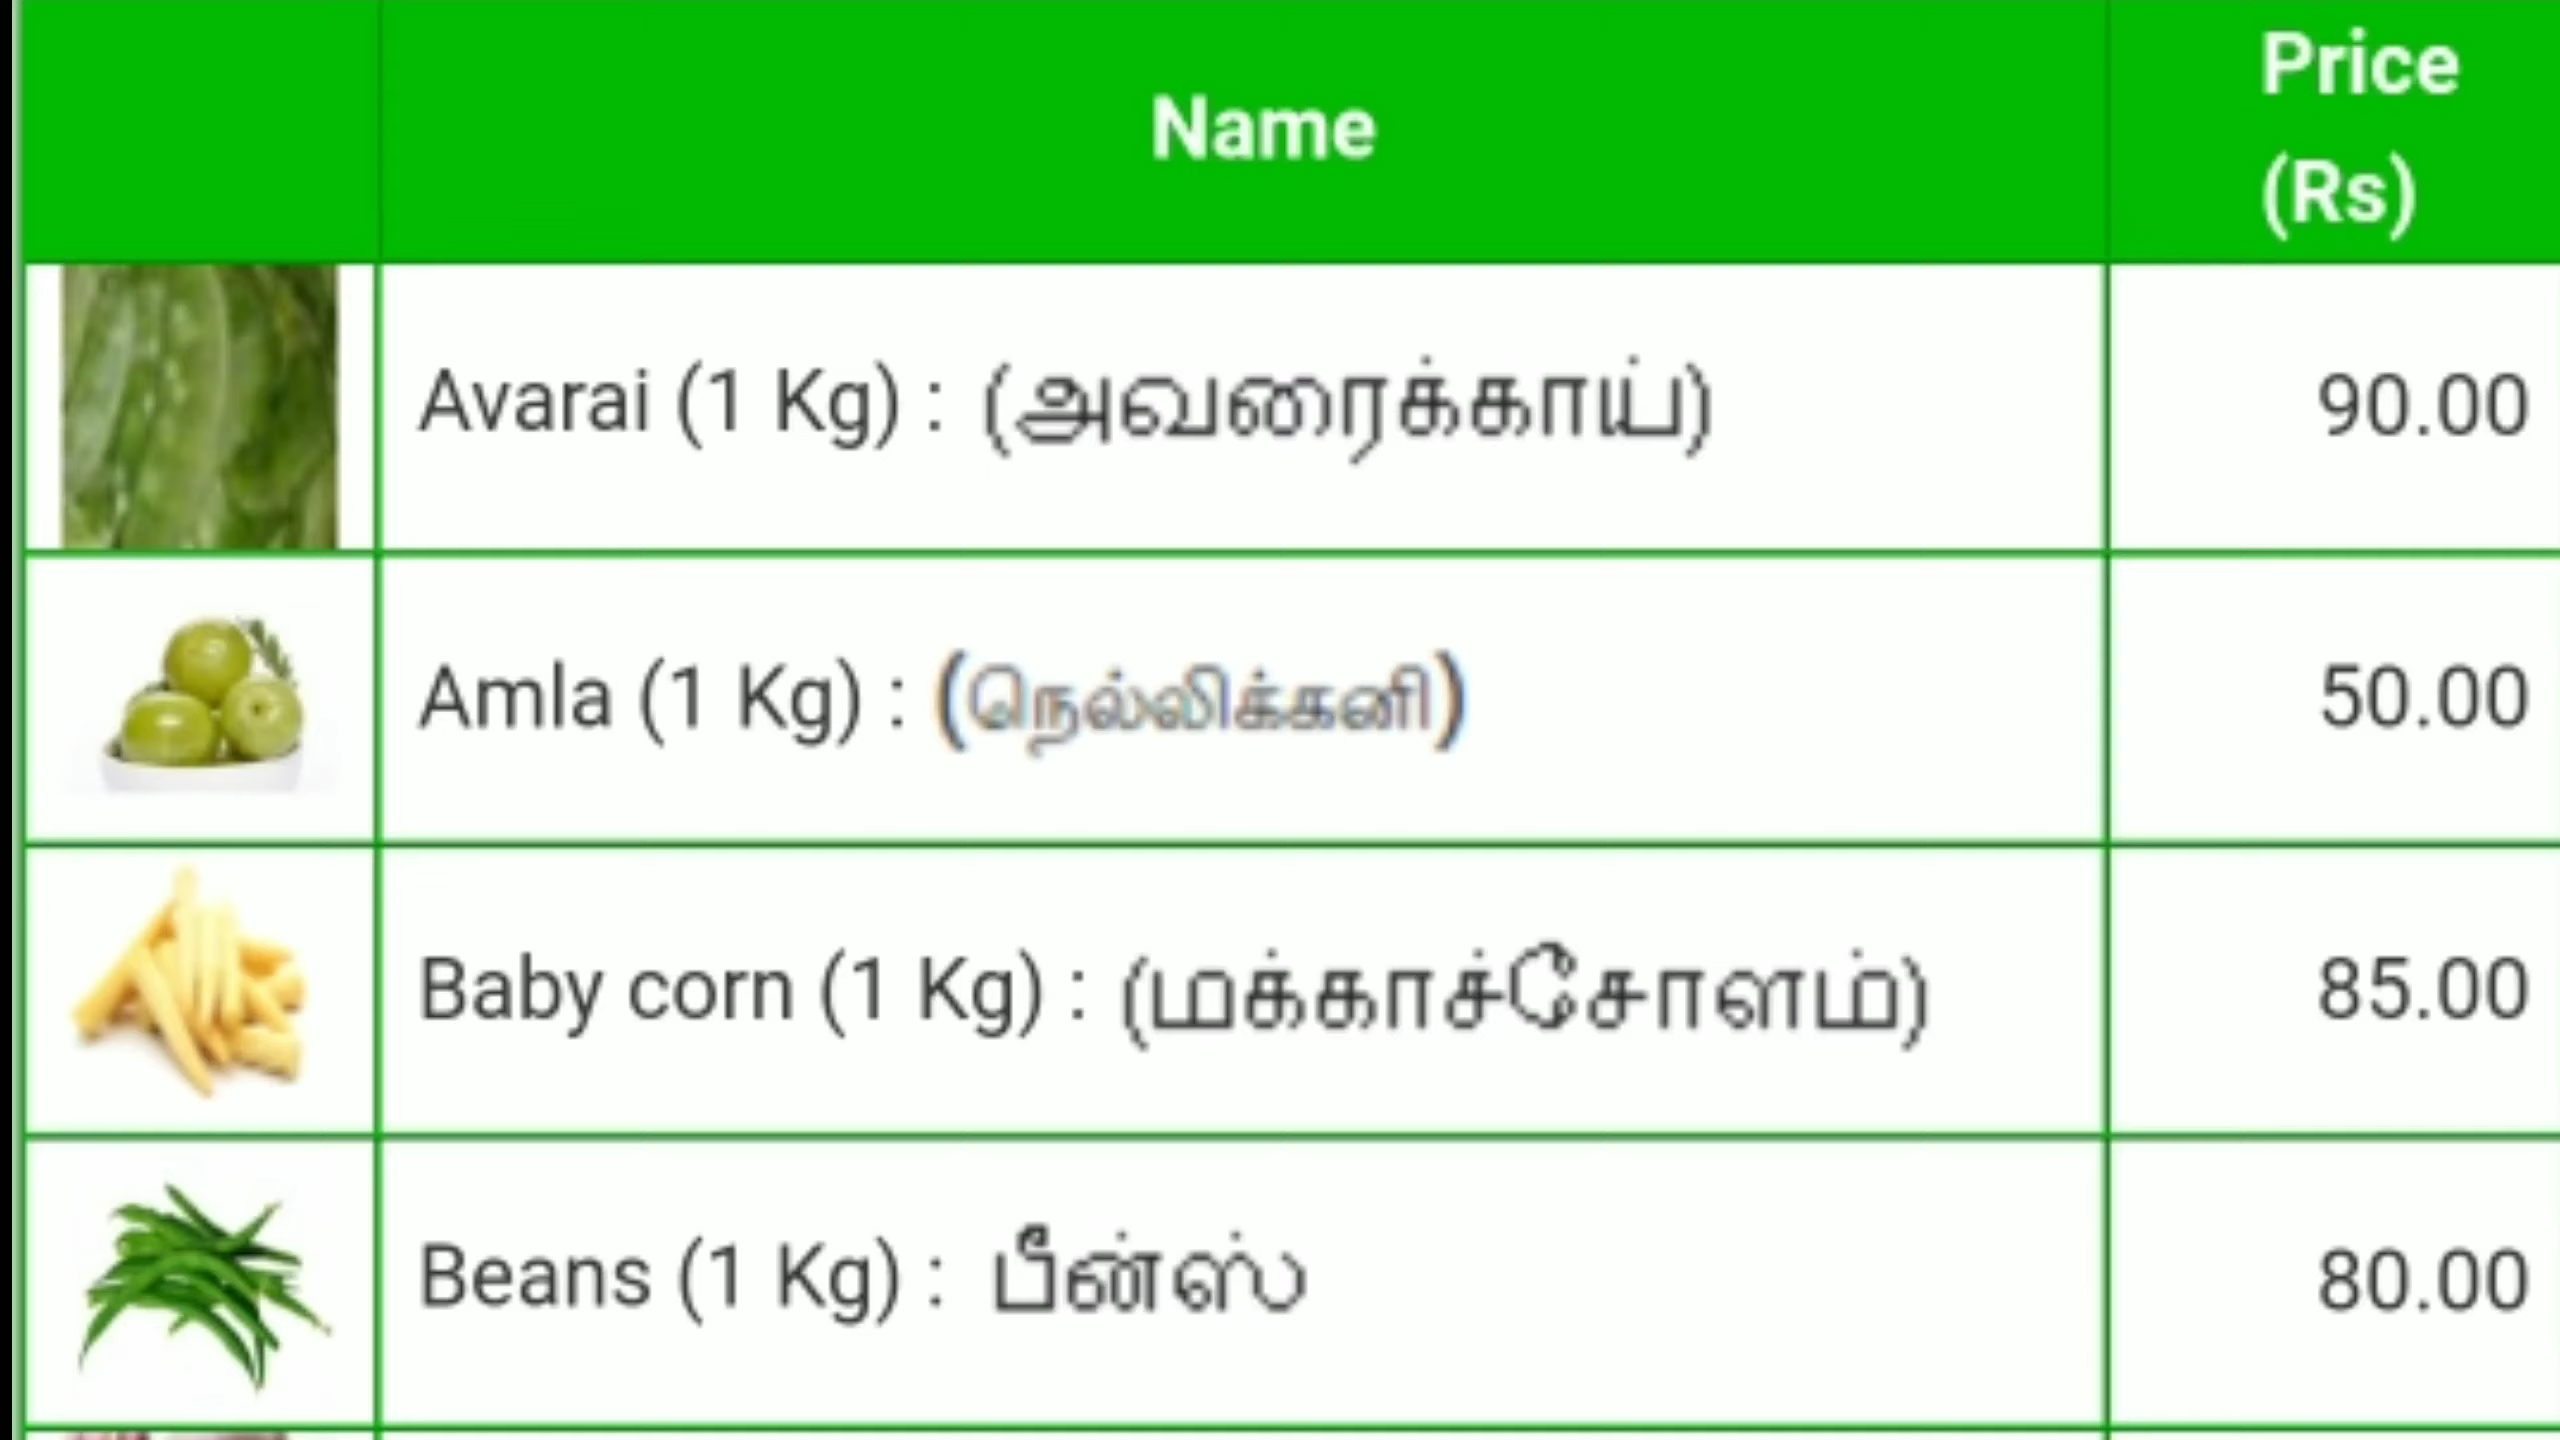 Name
Price
(Rs)
Avarai (1 Kg) : (அவரைக்காய்) 90.00
Amla (1 Kg) : (நெல்லிக்கனி) 50.00
Baby corn (1 Kg) : (மக்காச்சோளம்) 85.00
Beans (1 Kg) : பீன்ஸ் 80.00